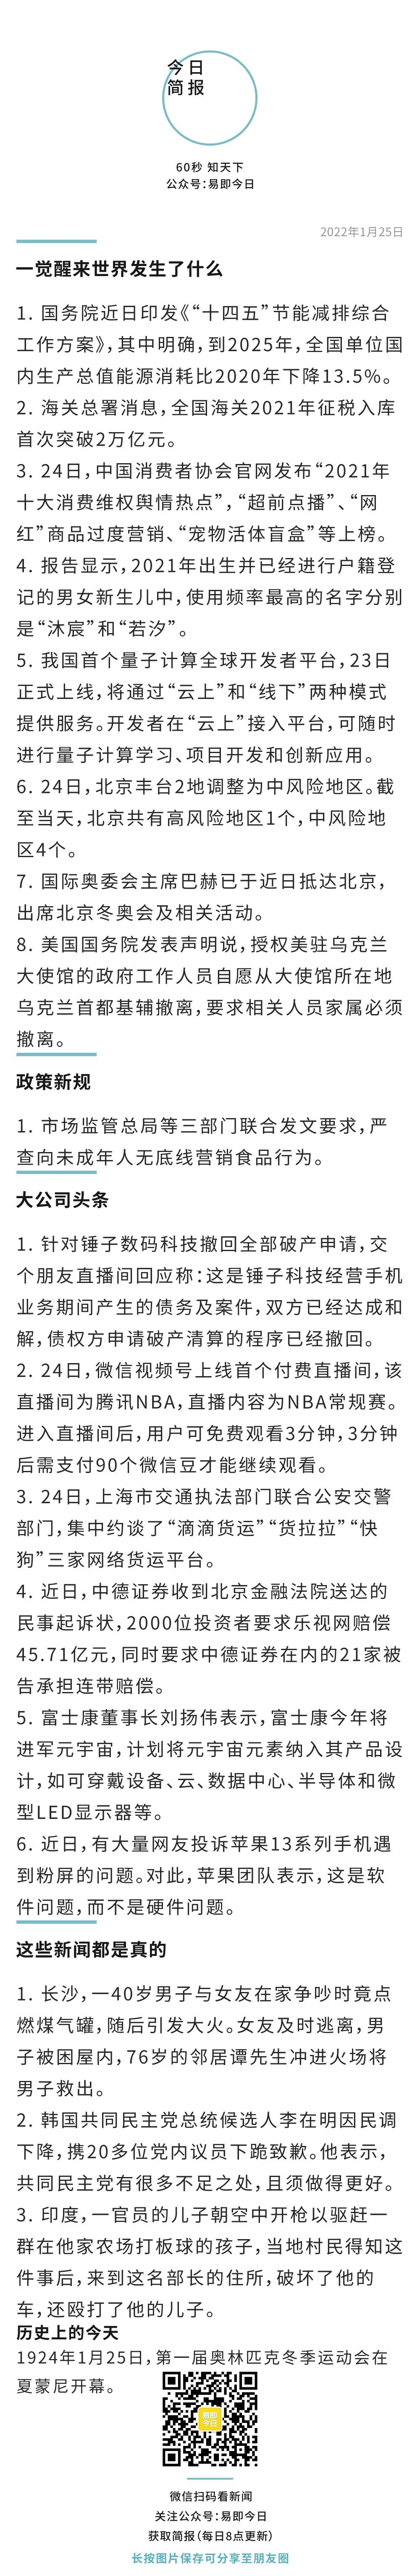 今日
简报
60秒 知天下
公众号：易即今日
2022年1月25日
一觉醒来世界发生了什么
1. 国务院近日印发《“十四五”节能减排综合
工作方案》，其中明确，到2025年，全国单位国
内生产总值能源消耗比2020年下降13.5%。
2. 海关总署消息，全国海关2021年征税入库
首次突破2万亿元。
3. 24日，中国消费者协会官网发布“2021年
十大消费维权舆情热点”，“超前点播”、“网
红”商品过度营销、“宠物活体盲盒”等上榜。
4. 报告显示，2021年出生并已经进行户籍登
记的男女新生儿中，使用频率最高的名字分别
是“沐宸”和“若汐”。
5. 我国首个量子计算全球开发者平台，23日
正式上线，将通过“云上”和“线下”两种模式
提供服务。开发者在“云上”接入平台，可随时
进行量子计算学习、项目开发和创新应用。
6. 24日，北京丰台2地调整为中风险地区。截
至当天，北京共有高风险地区1个，中风险地
区4个。
7. 国际奥委会主席巴赫已于近日抵达北京，
出席北京冬奥会及相关活动。
8. 美国国务院发表声明说，授权美驻乌克兰
大使馆的政府工作人员自愿从大使馆所在地
乌克兰首都基辅撤离，要求相关人员家属必须
撤离。
政策新规
1. 市场监管总局等三部门联合发文要求，严
查向未成年人无底线营销食品行为。
大公司头条
1. 针对锤子数码科技撤回全部破产申请，交
个朋友直播间回应称：这是锤子科技经营手机
业务期间产生的债务及案件，双方已经达成和
解，债权方申请破产清算的程序已经撤回。
2. 24日，微信视频号上线首个付费直播间，该
直播间为腾讯NBA，直播内容为NBA常规赛。
进入直播间后，用户可免费观看3分钟，3分钟
后需支付90个微信豆才能继续观看。
3. 24日，上海市交通执法部门联合公安交警
部门，集中约谈了“滴滴货运”“货拉拉”“快
狗”三家网络货运平台。
4. 近日，中德证券收到北京金融法院送达的
民事起诉状，2000位投资者要求乐视网赔偿
45.71亿元，同时要求中德证券在内的21家被
告承担连带赔偿。
5. 富士康董事长刘扬伟表示，富士康今年将
进军元宇宙，计划将元宇宙元素纳入其产品设
计，如可穿戴设备、云、数据中心、半导体和微
型LED显示器等。
6. 近日，有大量网友投诉苹果13系列手机遇
到粉屏的问题。对此，苹果团队表示，这是软
件问题，而不是硬件问题。
这些新闻都是真的
1. 长沙，一40岁男子与女友在家争吵时竟点
燃煤气罐，随后引发大火。女友及时逃离，男
子被困屋内，76岁的邻居谭先生冲进火场将
男子救出。
2. 韩国共同民主党总统候选人李在明因民调
下降，携20多位党内议员下跪致歉。他表示，
共同民主党有很多不足之处，且须做得更好。
3. 印度，一官员的儿子朝空中开枪以驱赶一
群在他家农场打板球的孩子，当地村民得知这
件事后，来到这名部长的住所，破坏了他的
车，还殴打了他的儿子。
历史上的今天
1924年1月25日，第一届奥林匹克冬季运动会在
夏蒙尼开幕。
易即
今日
微信扫码看新闻
关注公众号：易即今日
获取简报（每日8点更新）
长按图片保存可分享至朋友圈